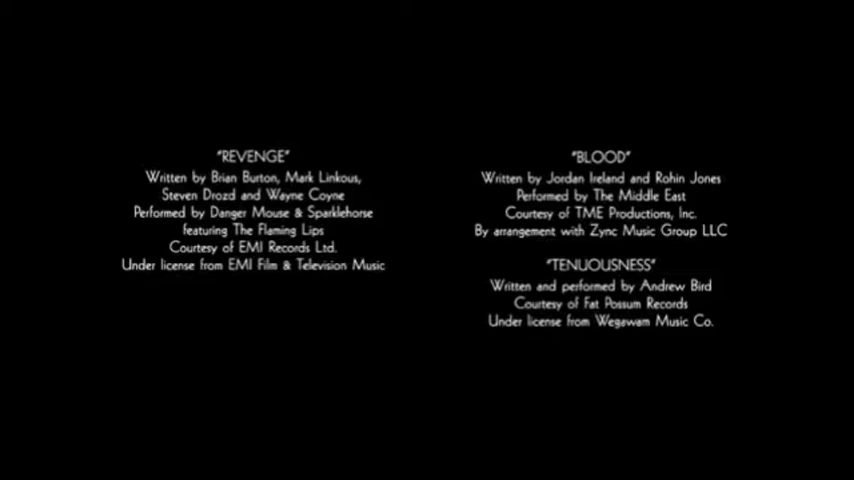 "REVENGE"
Written by Brian Burton, Mark Linkous,
Steven Drozd and Wayne Coyne
Performed by Danger Mouse & Sparklehorse
featuring The Flaming Lips
Courtesy of EMI Records Ltd.
Under license from EMI Film & Television Music
"BLOOD"
Written by Jordan Ireland and Rohin Jones
Performed by The Middle East
Courtesy of TME Productions, Inc.
By arrangement with Zync Music Group LLC
"TENUOUSNESS"
Written and performed by Andrew Bird
Courtesy of Fat Possum Records
Under license from Wegawam Music Co.